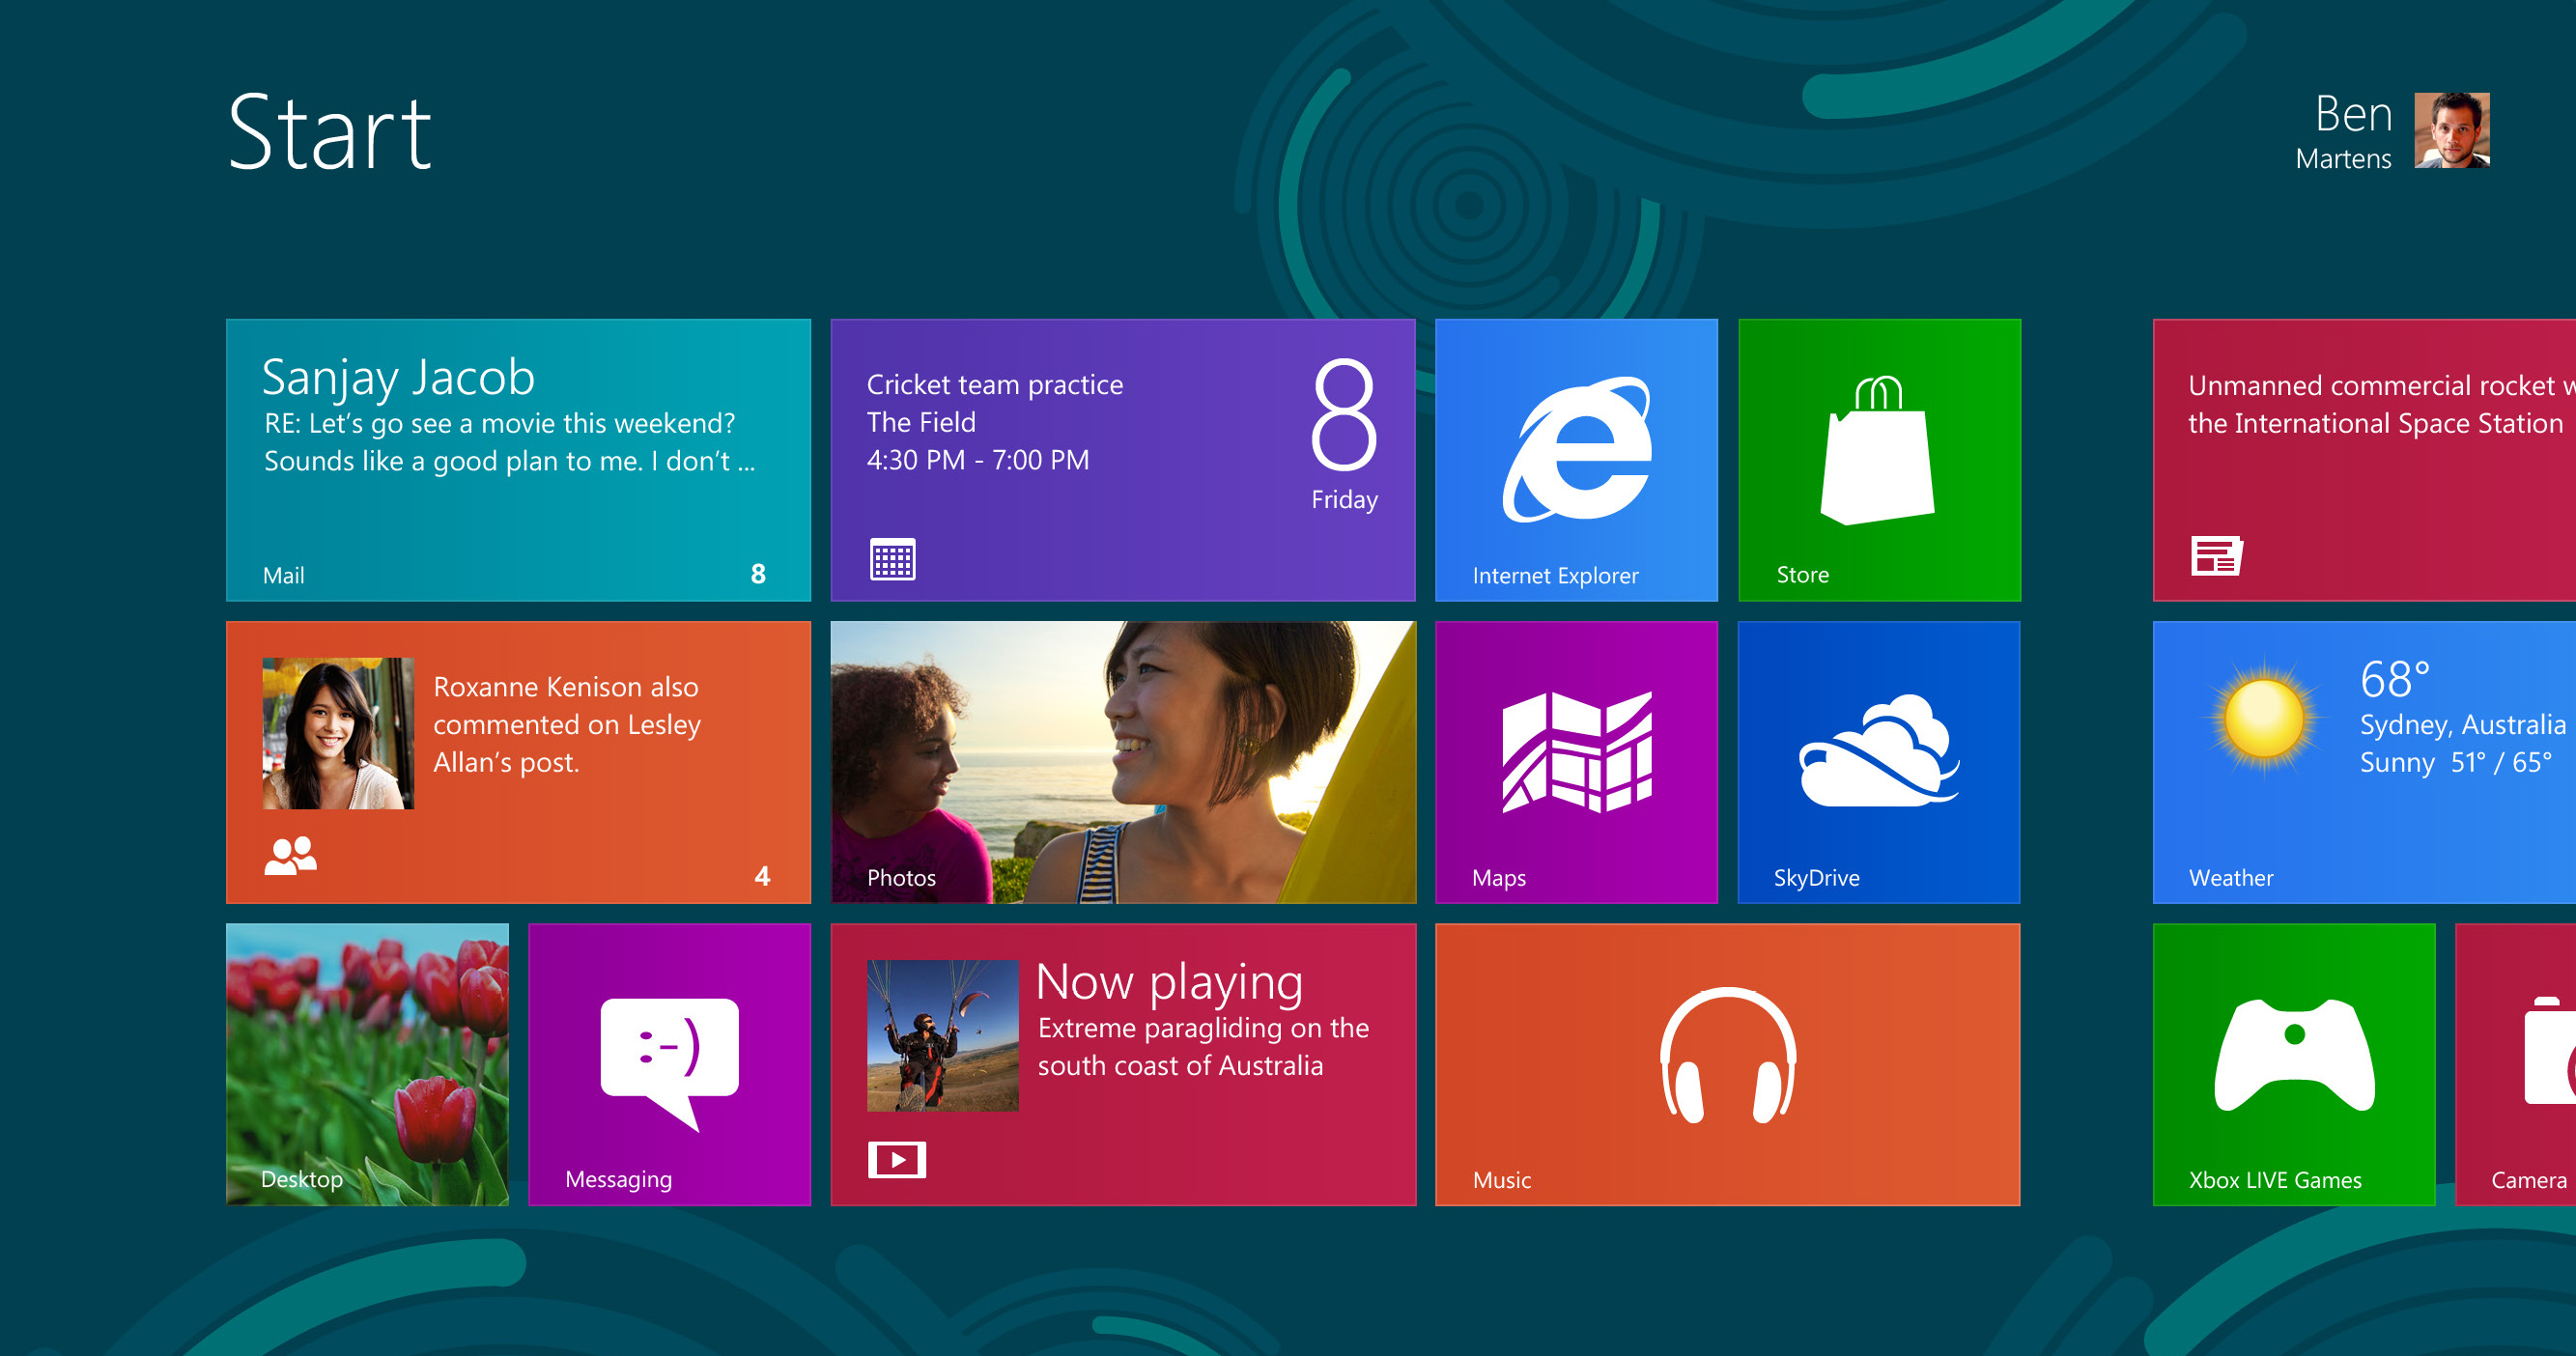 Start
Ben
Martens
Sanjay Jacob
RE: Let's go see a movie this weekend?
Sounds like a good plan to me. I don't ...
Mail
8
Cricket team practice
The Field
4:30 PM - 7:00 PM
8
Friday
Internet Explorer
Store
Unmanned commercial rocket
the International Space Station
Roxanne Kenison also
commented on Lesley
Allan's post.
4
Photos
Maps
SkyDrive
68°
Sydney, Australia
Sunny 51° / 65°
Weather
Desktop
:-)
Messaging
Now playing
Extreme paragliding on the
south coast of Australia
Music
Xbox LIVE Games
Camera